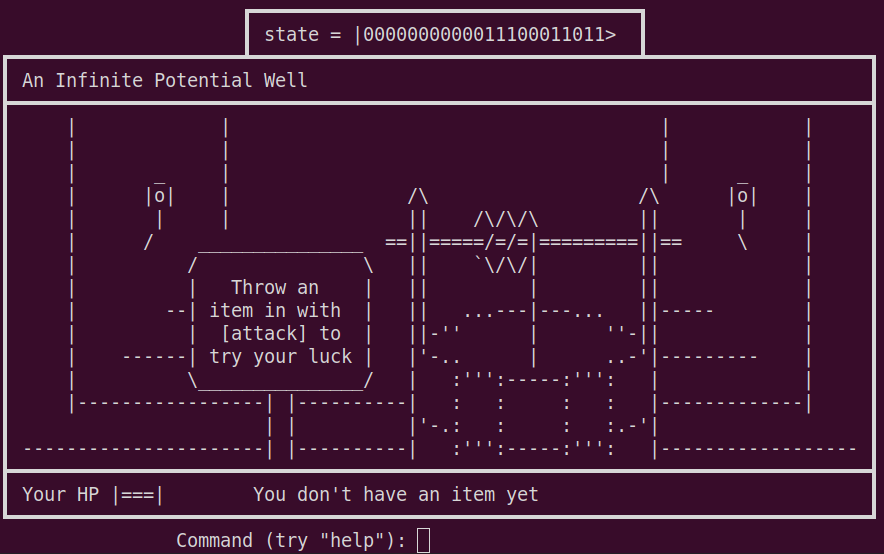 state = |0000000000011100011011>
An Infinite Potential Well
Throw an
item in with
[attack] to
try your luck
Your HP |===| You don't have an item yet
Command (try "help"):